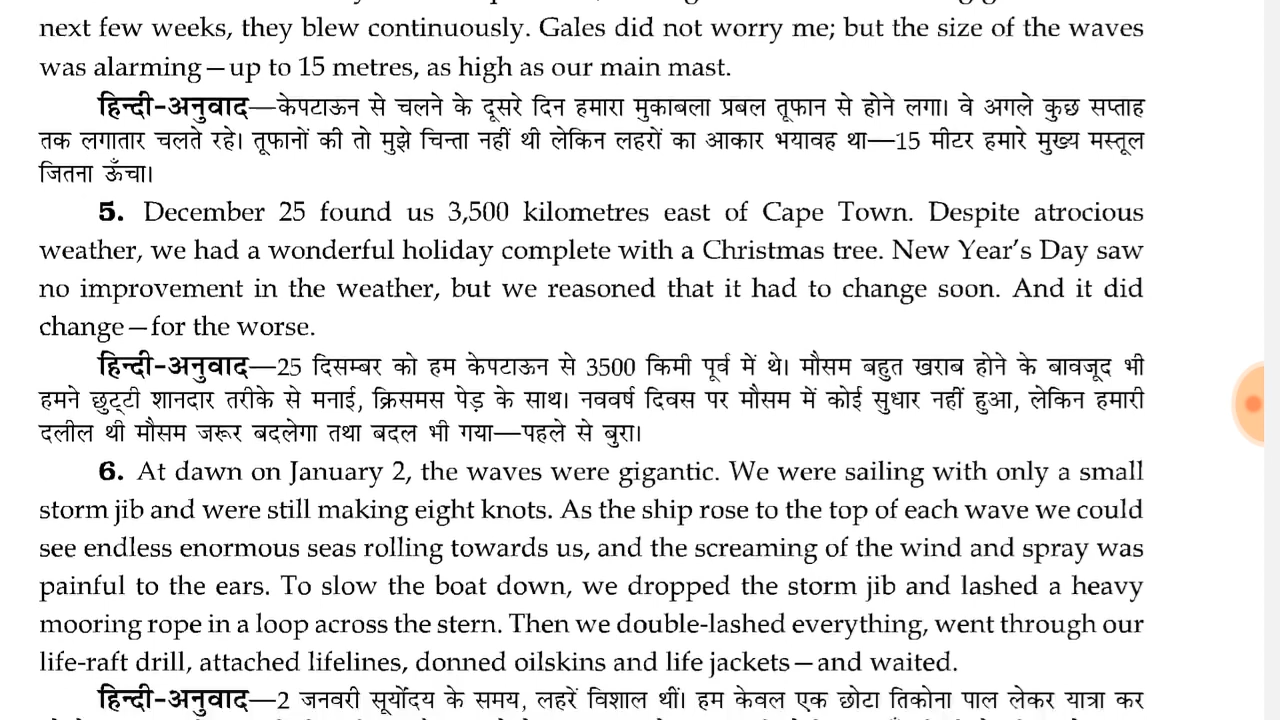 next few weeks, they blew continuously. Gales did not worry me; but the size of the waves
was alarming—up to 15 metres, as high as our main mast.
हिन्दी-अनुवाद—केपटाऊन से चलने के दूसरे दिन हमारा मुकाबला प्रबल तूफान से होने लगा। वे अगले कुछ सप्ताह
तक लगातार चलते रहे। तूफानों की तो मुझे चिन्ता नहीं थी लेकिन लहरों का आकार भयावह था—15 मीटर हमारे मुख्य मस्तूल
जितना ऊँचा।
5. December 25 found us 3,500 kilometres east of Cape Town. Despite atrocious
weather, we had a wonderful holiday complete with a Christmas tree. New Year’s Day saw
no improvement in the weather, but we reasoned that it had to change soon. And it did
change—for the worse.
हिन्दी-अनुवाद—25 दिसम्बर को हम केपटाऊन से 3500 किमी पूर्व में थे। मौसम बहुत खराब होने के बावजूद भी
हमने छुट्टी शानदार तरीके से मनाई, क्रिसमस पेड़ के साथ। नववर्ष दिवस पर मौसम में कोई सुधार नहीं हुआ, लेकिन हमारी
दलील थी मौसम जरूर बदलेगा तथा बदल भी गया—पहले से बुरा।
6. At dawn on January 2, the waves were gigantic. We were sailing with only a small
storm jib and were still making eight knots. As the ship rose to the top of each wave we could
see endless enormous seas rolling towards us, and the screaming of the wind and spray was
painful to the ears. To slow the boat down, we dropped the storm jib and lashed a heavy
mooring rope in a loop across the stern. Then we double-lashed everything, went through our
life-raft drill, attached lifelines, donned oilskins and life jackets—and waited.
हिन्दी-अनुवाद—2 जनवरी सूर्योदय के समय, लहरें विशाल थीं। हम केवल एक छोटा तिकोना पाल लेकर यात्रा कर